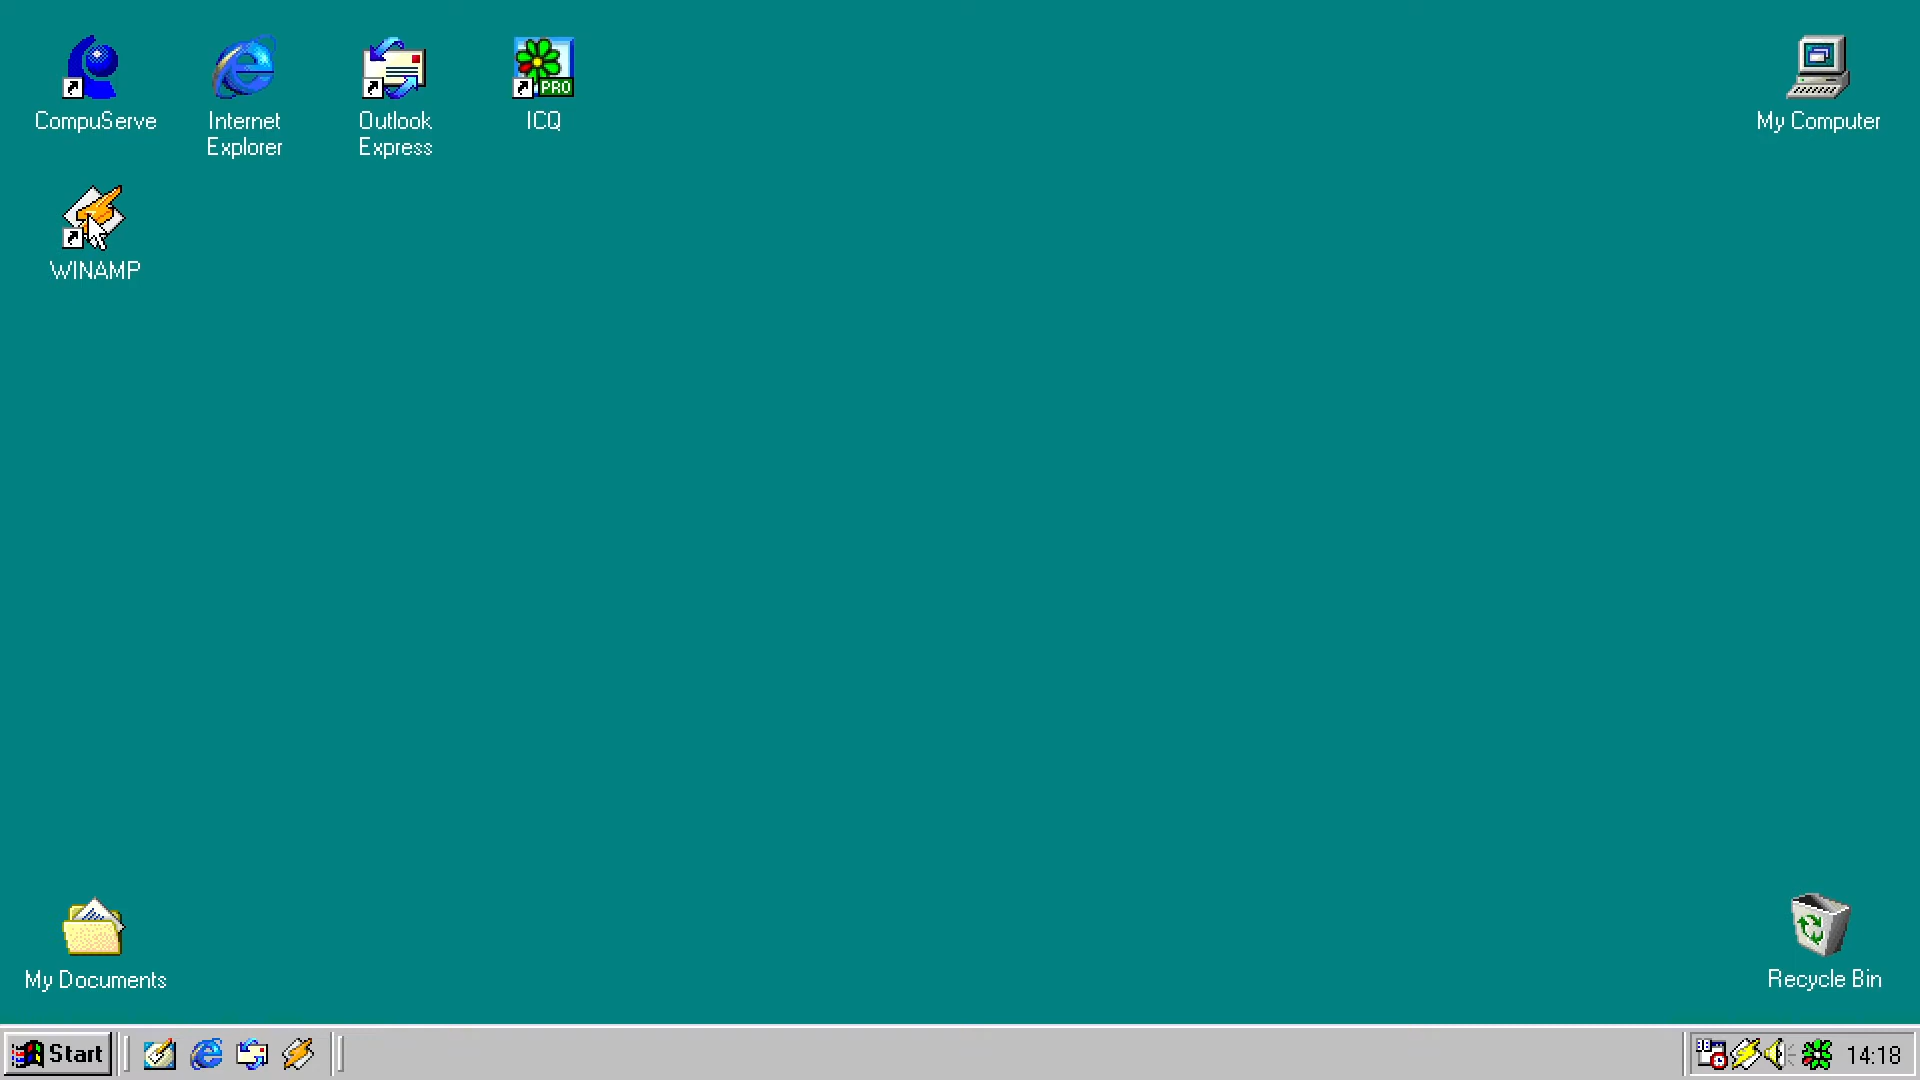 CompuServe
Internet
Explorer
Outlook
Express
PRO
ICQ
My Computer
WINAMP
My Documents
Recycle Bin
Start
14:18